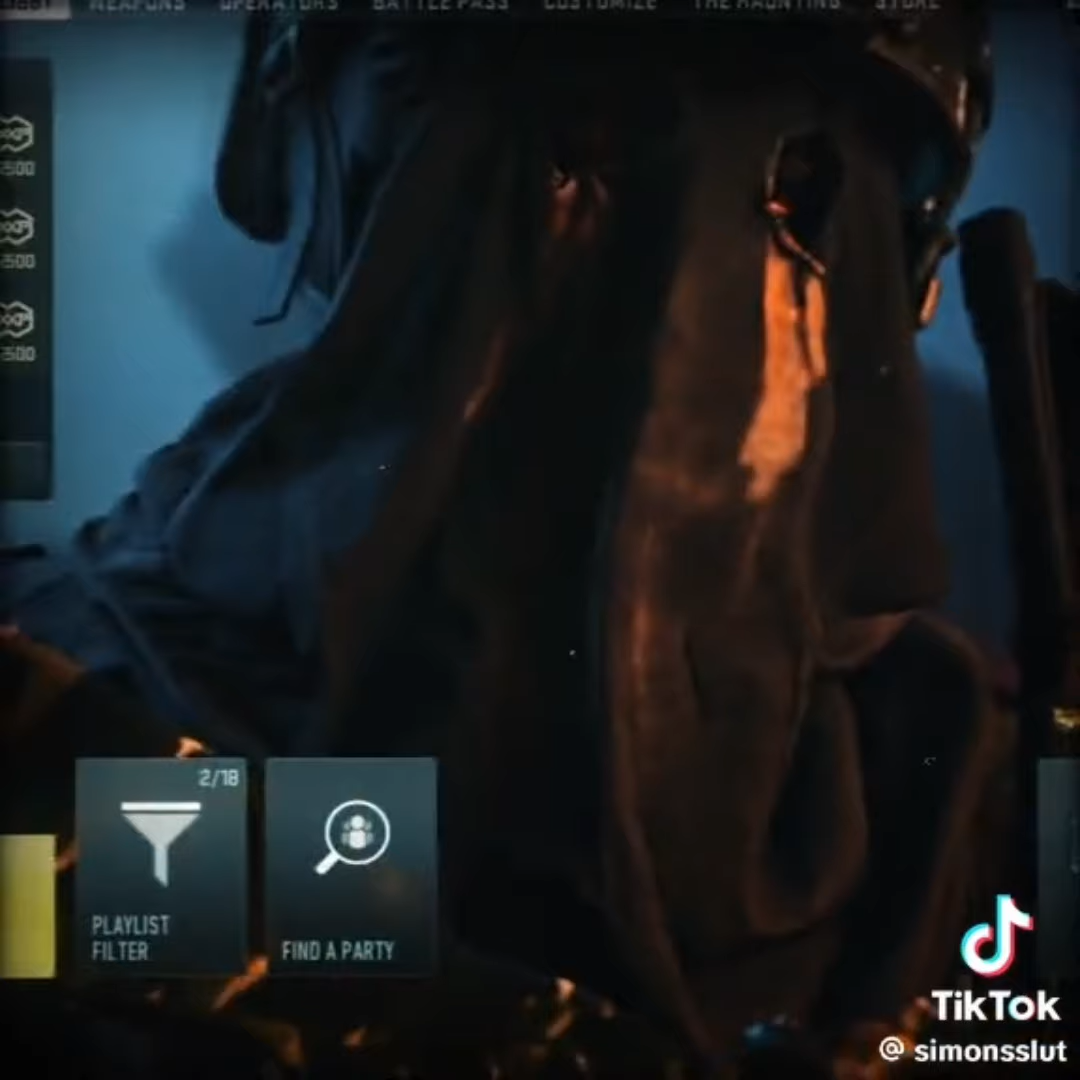 WEAPONS OPERATORS BATTLE PASS CUSTOMIZE THE HAUNTING STORE
2/18
PLAYLIST
FILTER
FIND A PARTY
TikTok
@ simonsslut